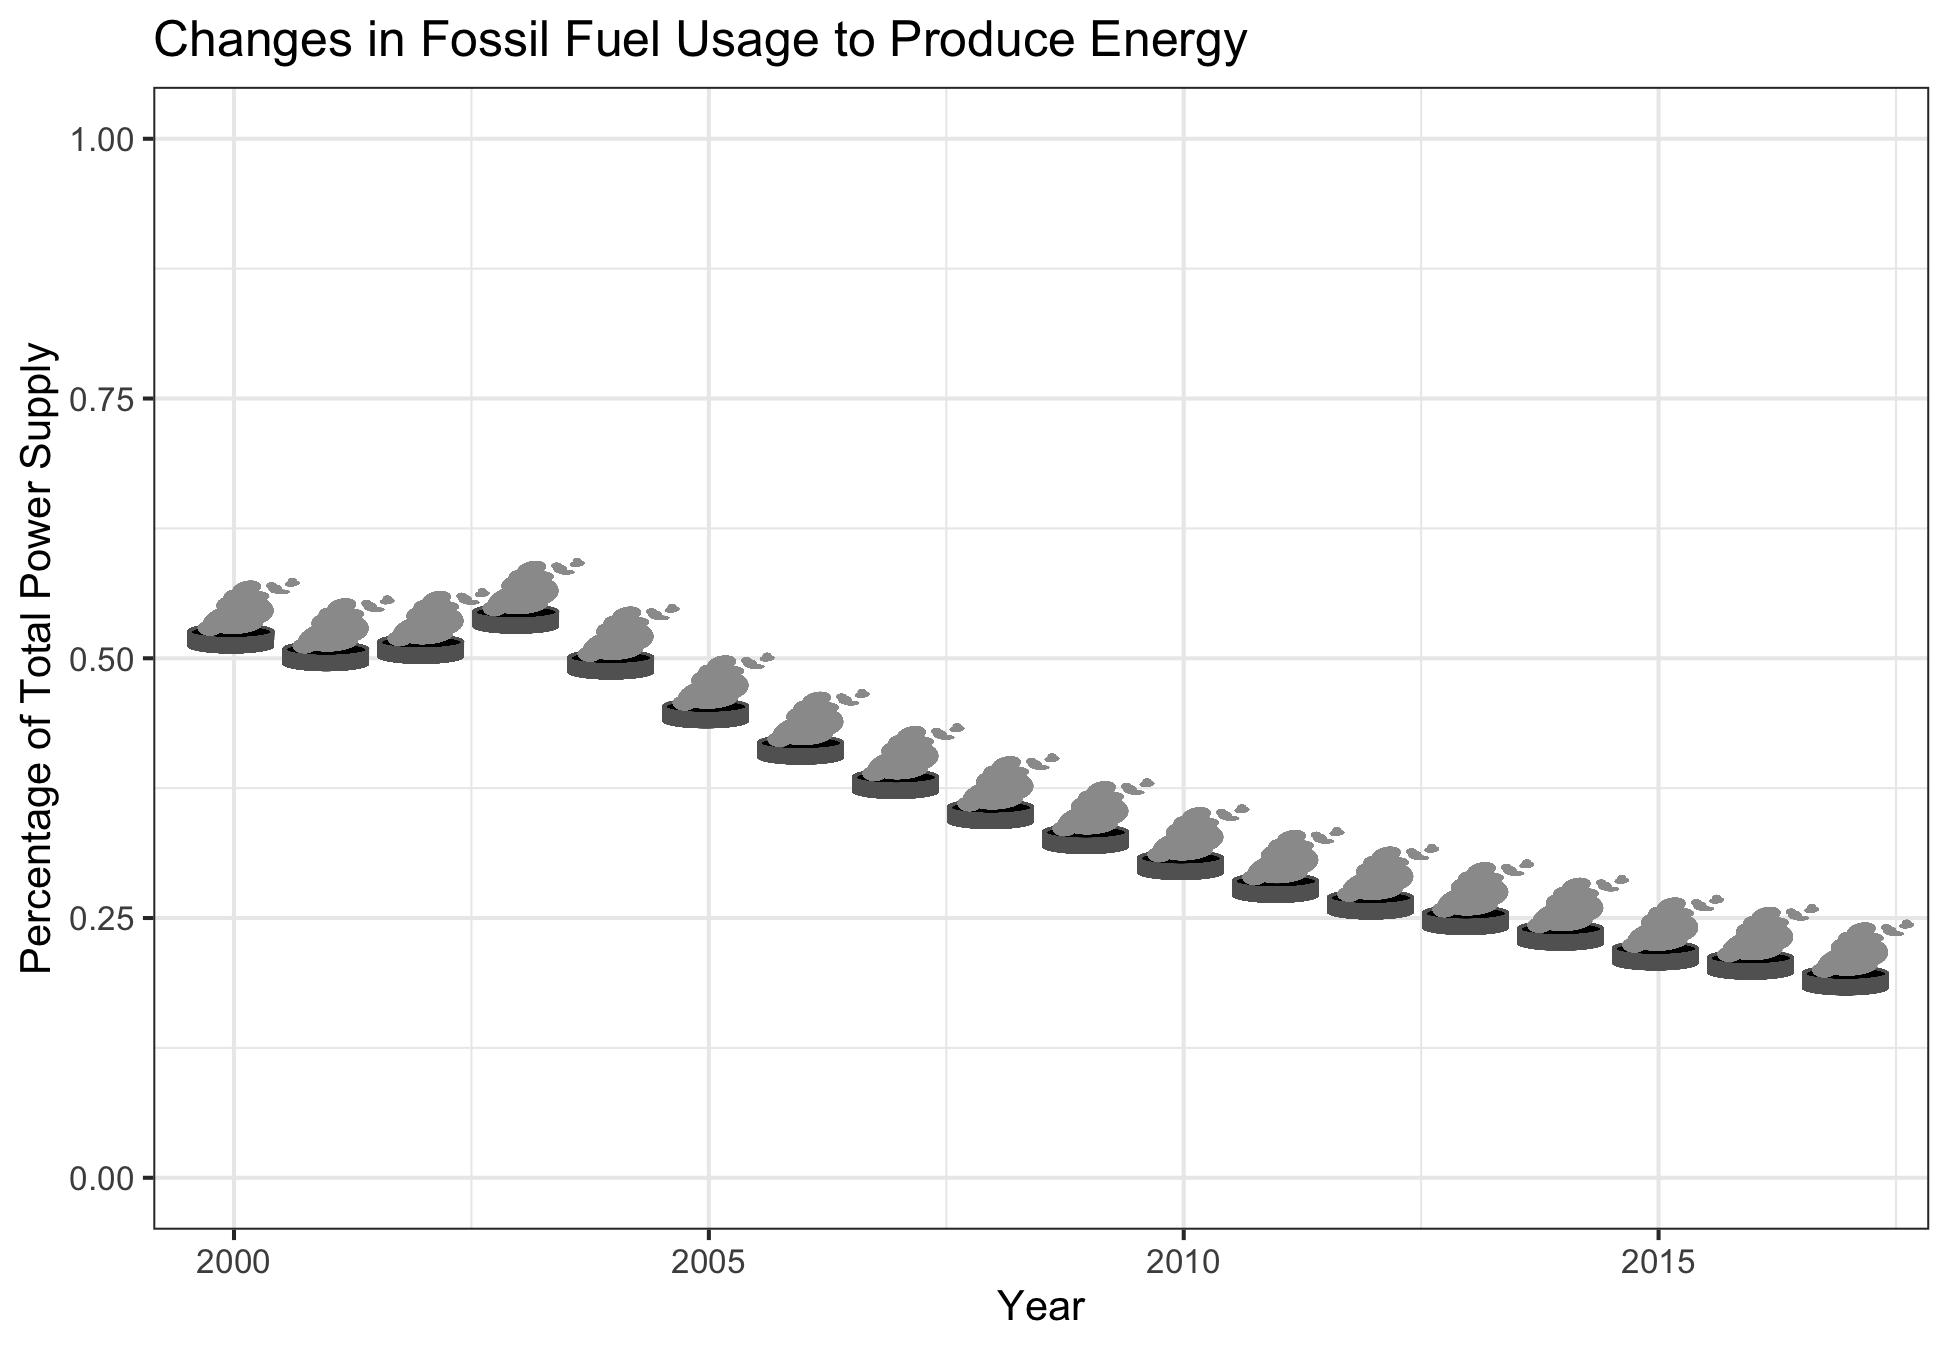 Changes in Fossil Fuel Usage to Produce Energy
Percentage of Total Power Supply
1.00
0.75
0.50
0.25
0.00
2000 2005 2010 2015
Year